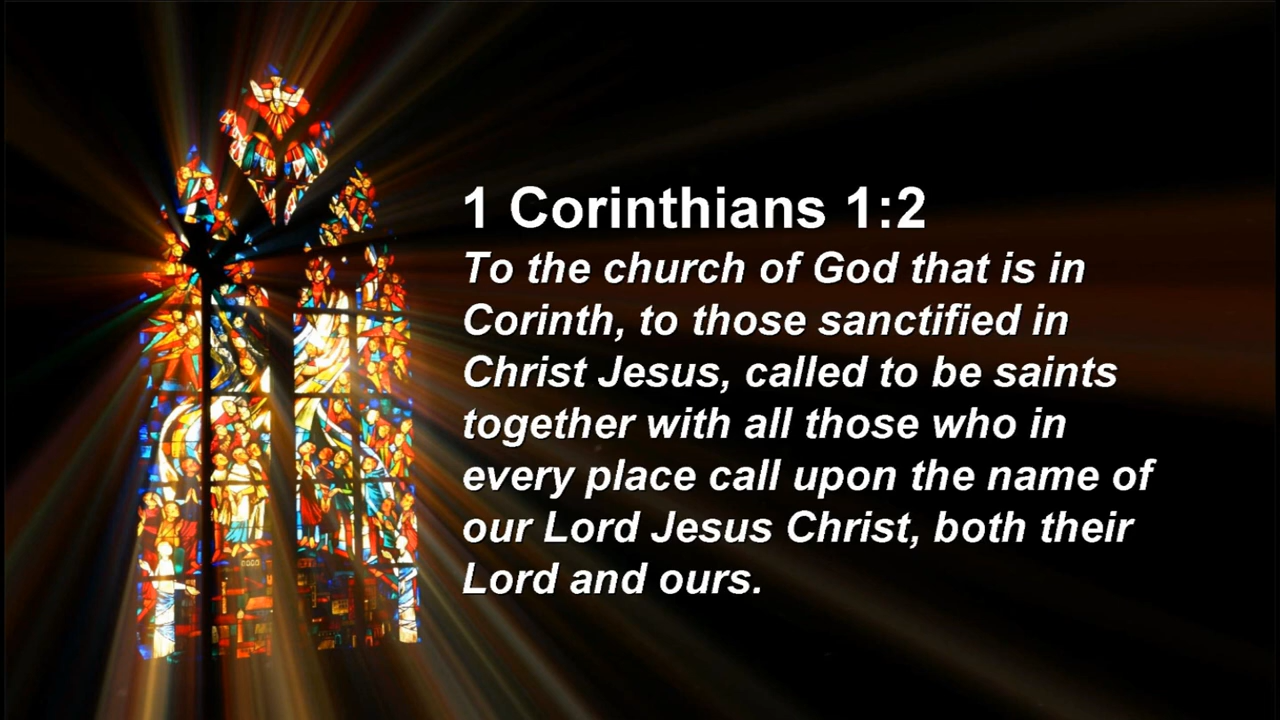 1 Corinthians 1:2
To the church of God that is in
Corinth, to those sanctified in
Christ Jesus, called to be saints
together with all those who in
every place call upon the name of
our Lord Jesus Christ, both their
Lord and ours.